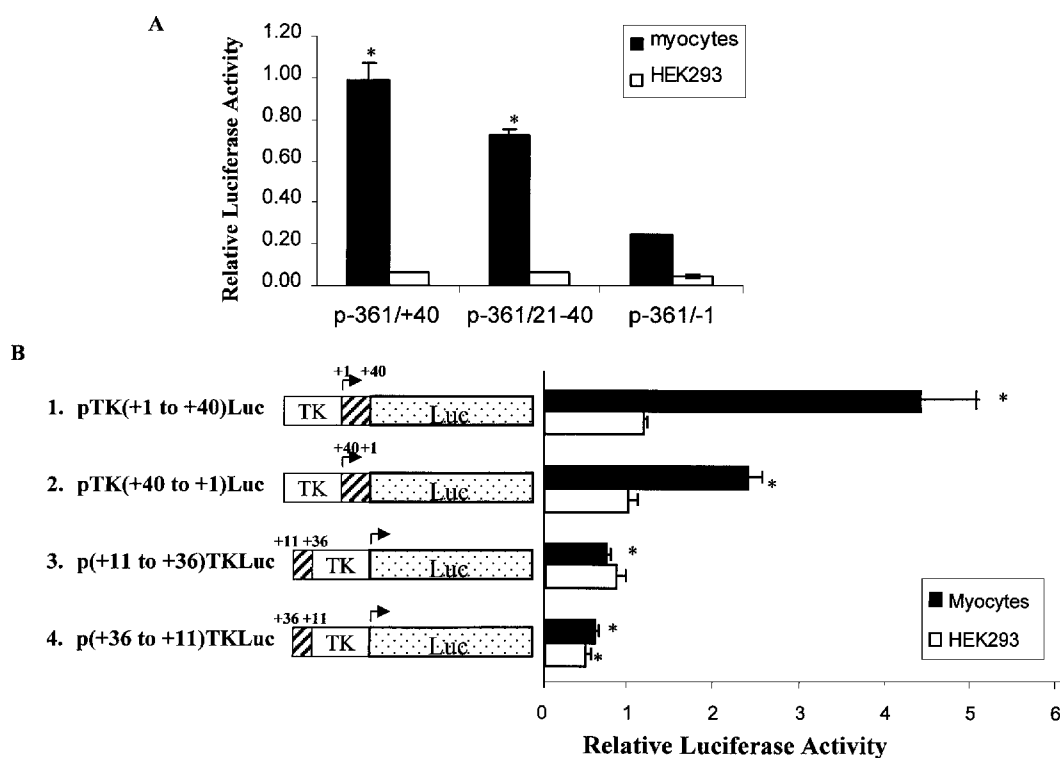 A
Relative Luciferase Activity
1.20
1.00
0.80
0.60
0.40
0.20
0.00
*
*
myocytes
HEK293
p-361/+40
p-361/21-40
p-361/-1
B
+1 +40
1. pTK(+1 to +40)Luc
TK
Luc
*
+40+1
2. pTK(+40 to +1)Luc
TK
Luc
*
+11 +36
3. p(+11 to +36)TKLuc
TK
Luc
*
+36 +11
4. p(+36 to +11)TKLuc
TK
Luc
*
*
Myocytes
HEK293
0 1 2 3 4 5 6
Relative Luciferase Activity